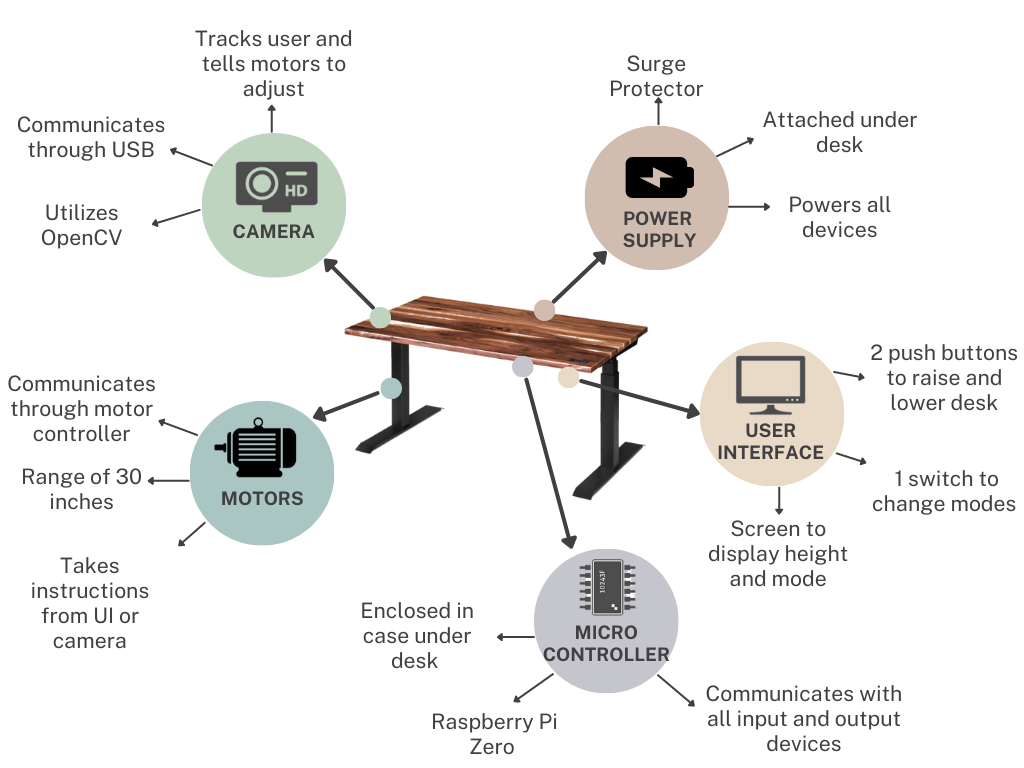 Tracks user and
tells motors to
adjust
Communicates
through USB
Utilizes
OpenCV
HD
CAMERA
Surge
Protector
Attached under
desk
Powers all
devices
POWER
SUPPLY
Communicates
through motor
controller
Range of 30
inches
Takes
instructions
from UI or
camera
MOTORS
2 push buttons
to raise and
lower desk
1 switch to
change modes
Screen to
display height
and mode
USER
INTERFACE
10243F
MICRO
CONTROLLER
Enclosed in
case under
desk
Raspberry Pi
Zero
Communicates with
all input and output
devices